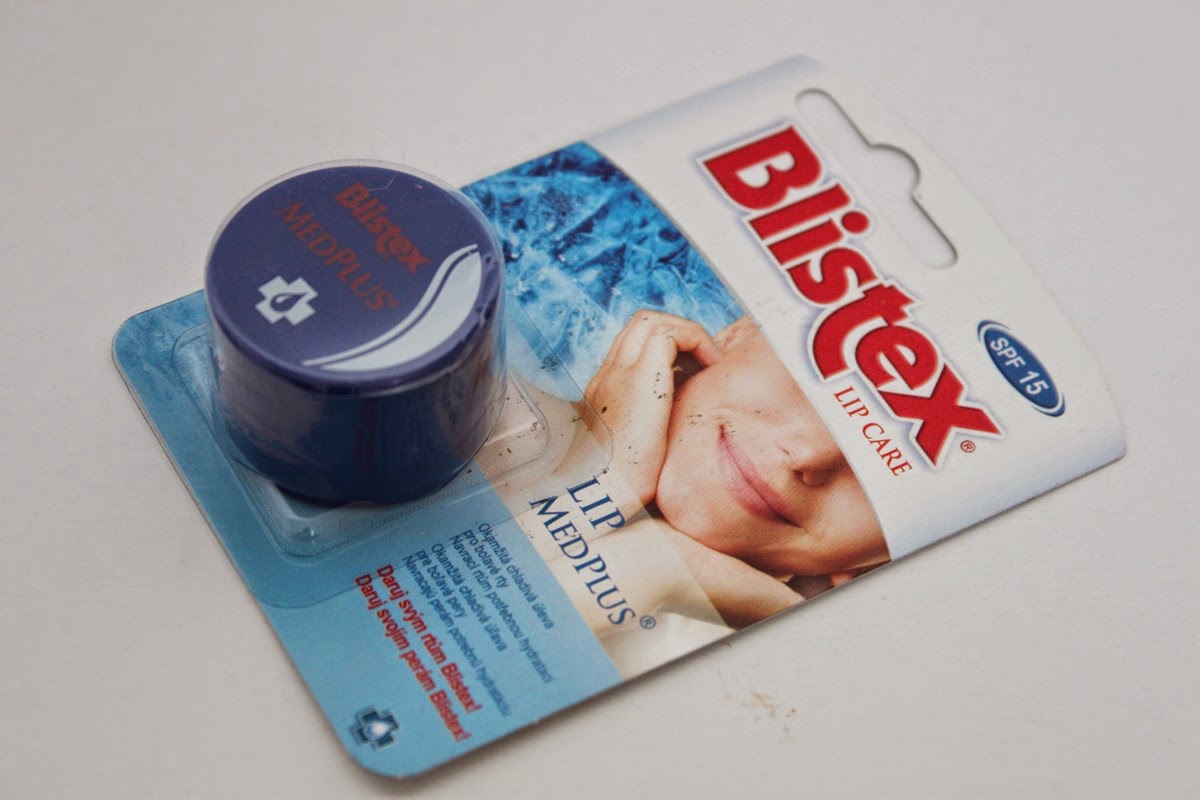 Blistex®
LIP CARE
SPF 15
Blistex
MEDPLUS®
LIP
MEDPLUS®
Okamžitá chladivá úleva
pro bolavé rty
Navrací rtům potřebnou hydrataci
Okamžitá chladivá úľava
pre boľavé pery
Navracajú perám potrebnú hydratáciu
Daruj svým rtům Blistex!
Daruj svojim perám Blistex!